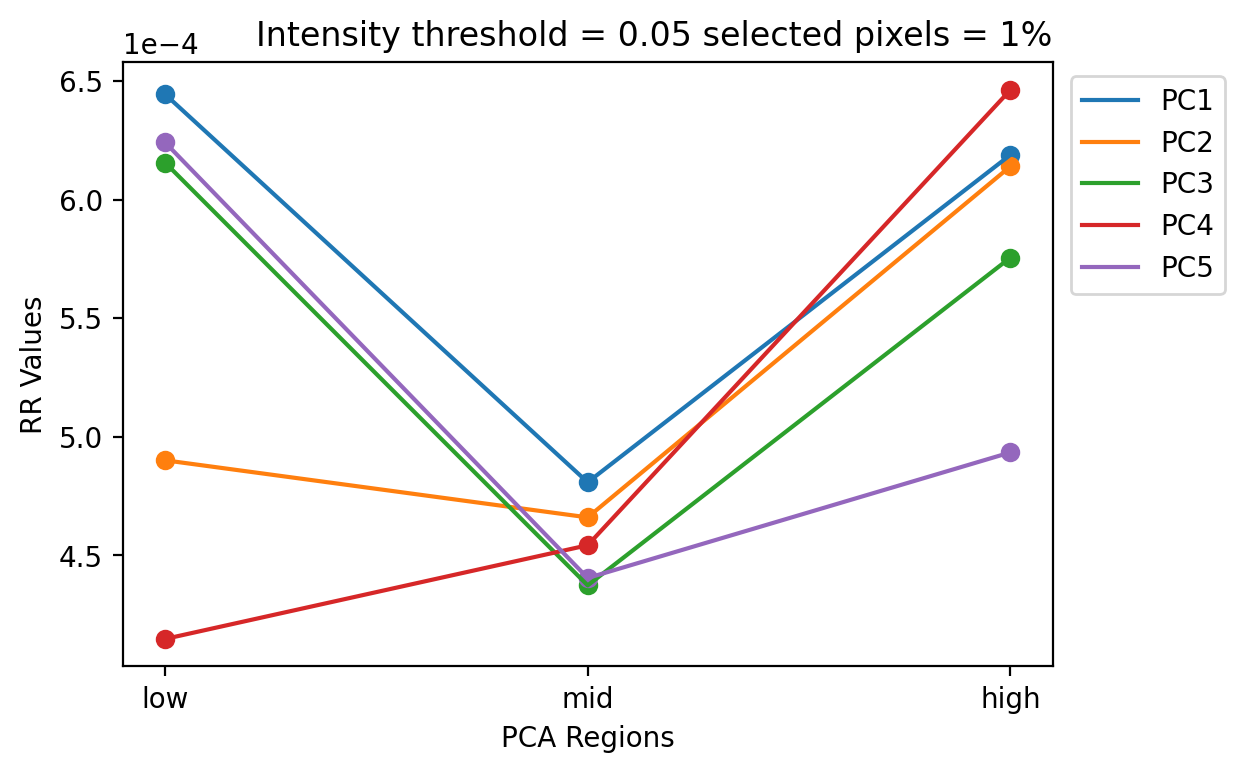 Intensity threshold = 0.05 selected pixels = 1%
1e−4
6.5
6.0
5.5
5.0
4.5
RR Values
low
mid
high
PCA Regions
PC1
PC2
PC3
PC4
PC5